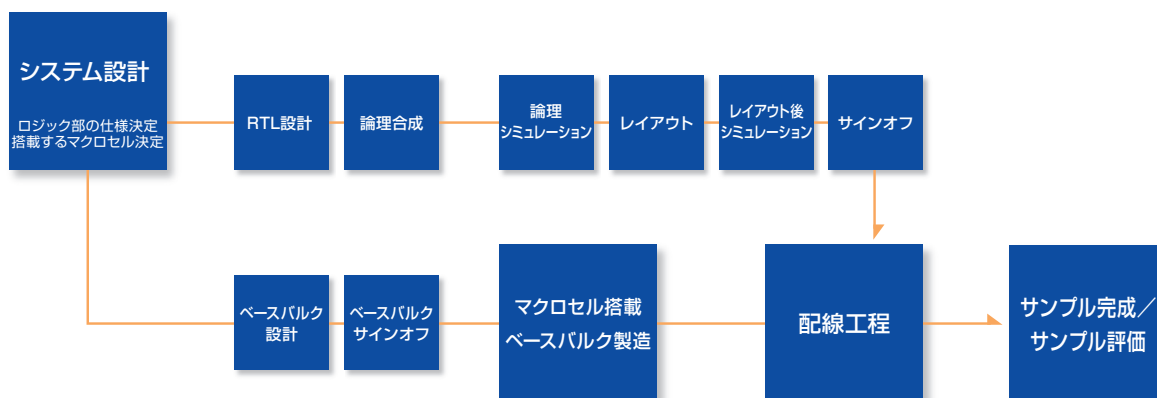 システム設計
ロジック部の仕様決定
搭載するマクロセル決定
RTL設計
論理合成
論理
シミュレーション
レイアウト
レイアウト後
シミュレーション
サインオフ
ベースバルク
設計
ベースバルク
サインオフ
マクロセル搭載
ベースバルク製造
配線工程
サンプル完成／
サンプル評価